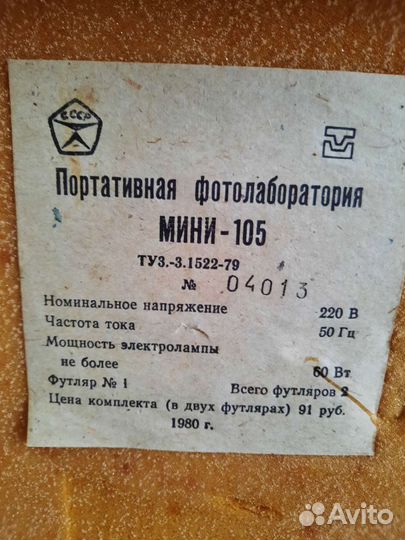 СССР
Портативная фотолаборатория
МИНИ-105
ТУ3.-3.1522-79
№ 04013
Номинальное напряжение 220 В
Частота тока 50 Гц
Мощность электролампы
не более 60 Вт
Футляр № 1 Всего футляров 2
Цена комплекта (в двух футлярах) 91 руб.
1980 г.
Avito